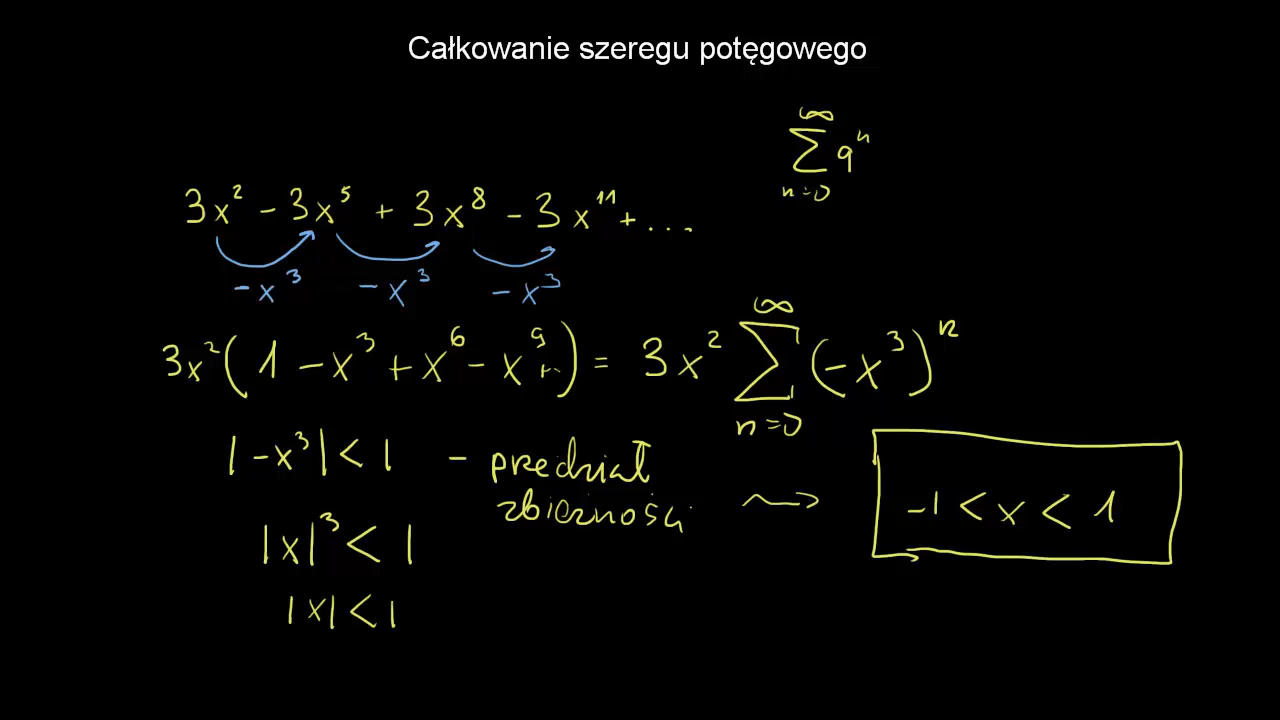 Całkowanie szeregu potęgowego
∞
∑ qⁿ
n=0
3x² - 3x⁵ + 3x⁸ - 3x¹¹ + ...
-x³ -x³ -x³
3x²(1 - x³ + x⁶ - x⁹ + ..) = 3x² ∑ (-x³)ⁿ
∞
n=0
|-x³| < 1 - przedział
zbieżności → -1 < x < 1
|x|³ < 1
|x| < 1